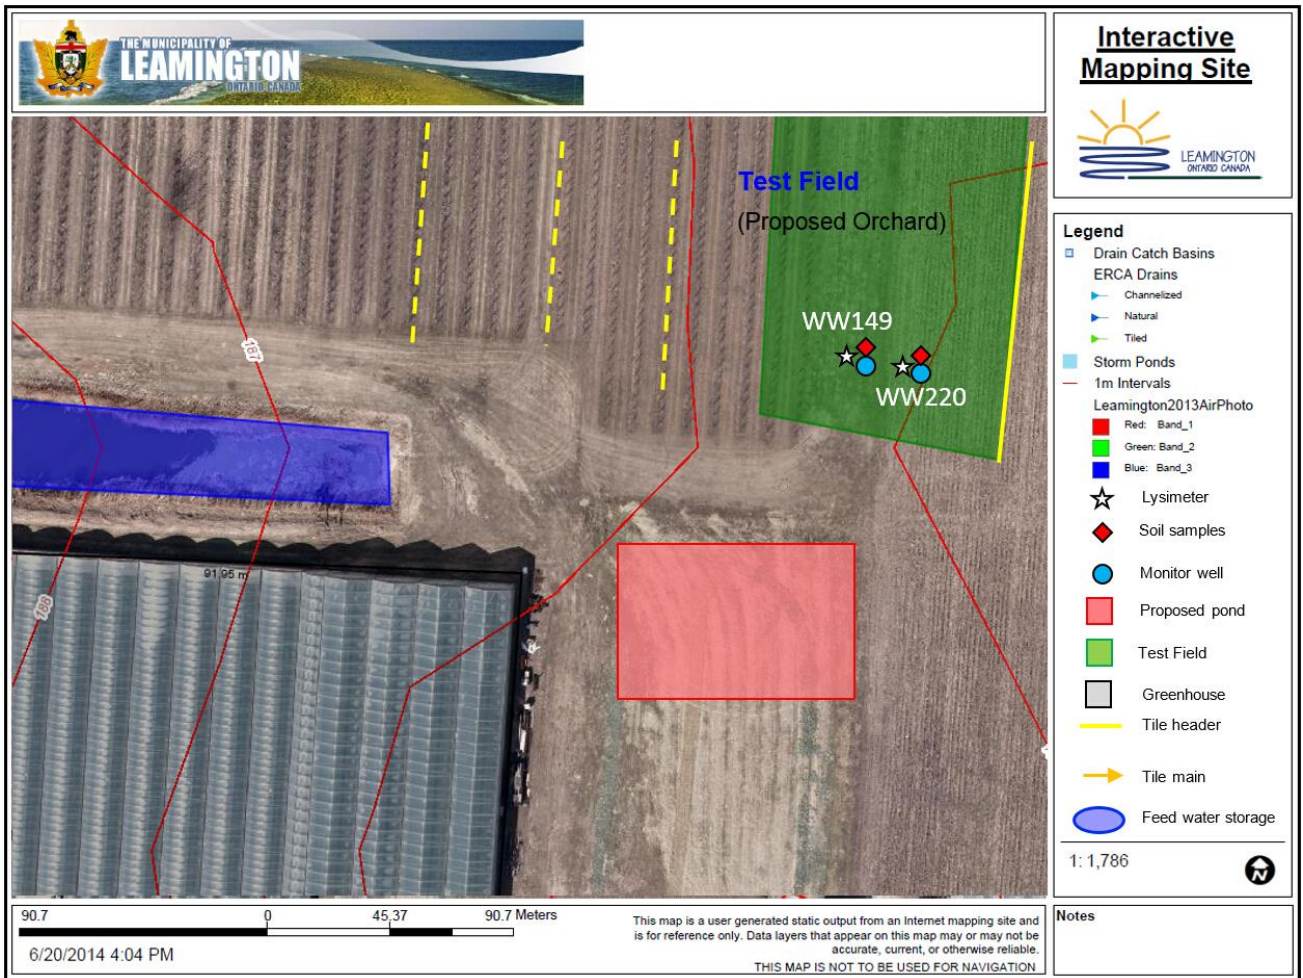 THE MUNICIPALITY OF
LEAMINGTON
ONTARIO CANADA
Interactive
Mapping Site
LEAMINGTON
ONTARIO CANADA
Test Field
(Proposed Orchard)
WW149
WW220
187
91.95 m
186
Legend
Drain Catch Basins
ERCA Drains
Channelized
Natural
Tiled
Storm Ponds
1m Intervals
Leamington2013AirPhoto
Red: Band_1
Green: Band_2
Blue: Band_3
Lysimeter
Soil samples
Monitor well
Proposed pond
Test Field
Greenhouse
Tile header
Tile main
Feed water storage
1: 1,786
N
90.7 0 45.37 90.7 Meters
6/20/2014 4:04 PM
This map is a user generated static output from an Internet mapping site and
is for reference only. Data layers that appear on this map may or may not be
accurate, current, or otherwise reliable.
THIS MAP IS NOT TO BE USED FOR NAVIGATION
Notes